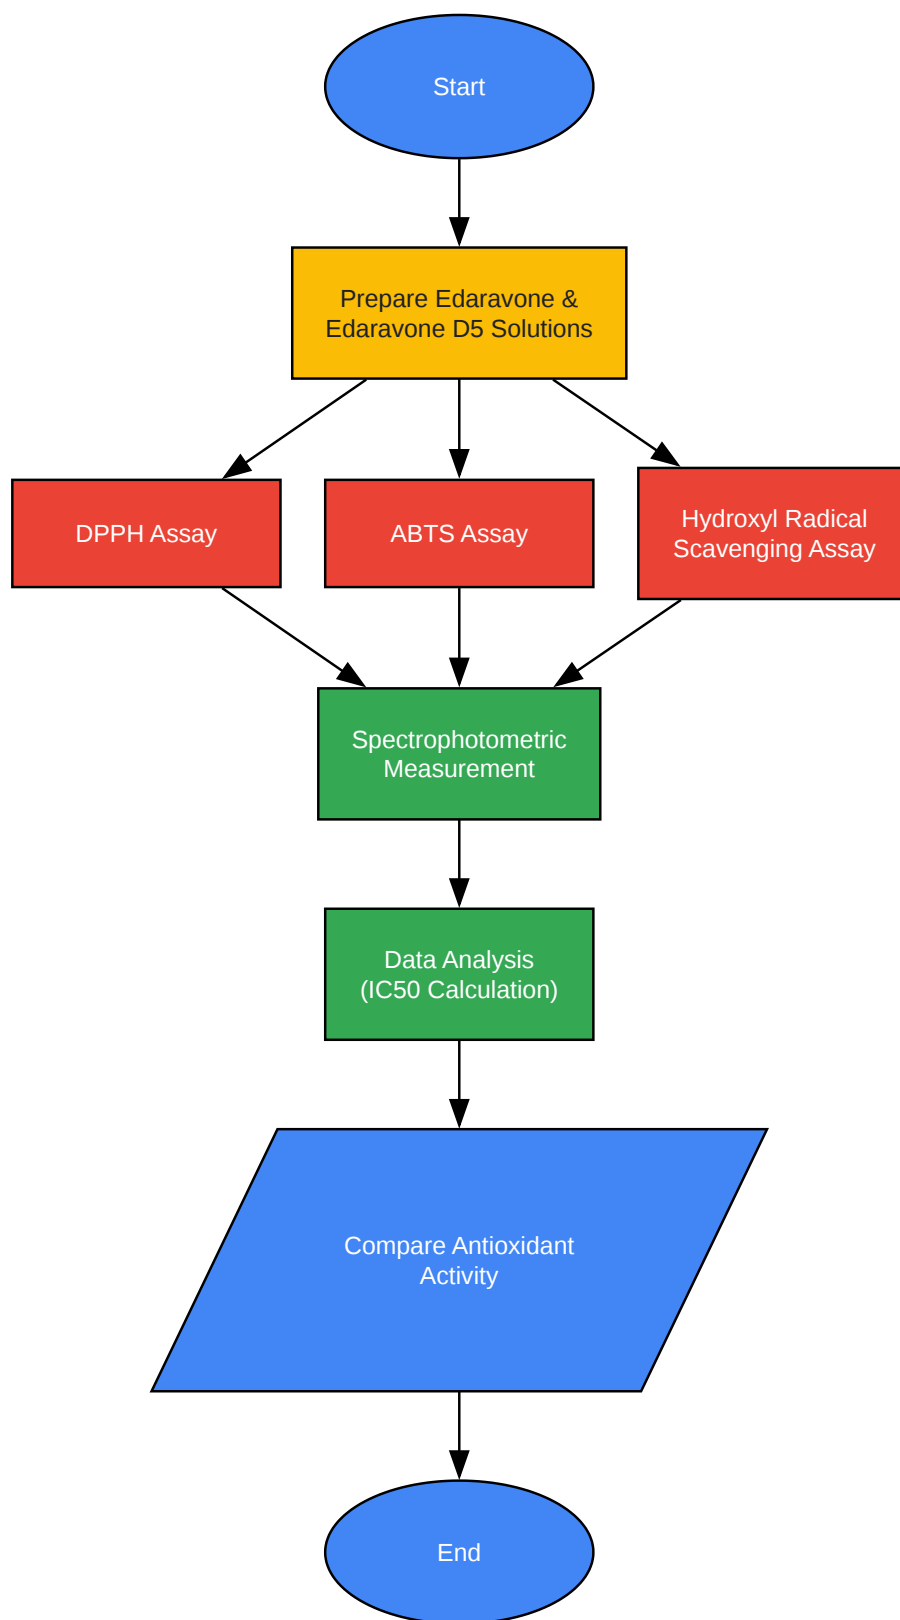 Start
Prepare Edaravone &
Edaravone D5 Solutions
DPPH Assay
ABTS Assay
Hydroxyl Radical
Scavenging Assay
Spectrophotometric
Measurement
Data Analysis
(IC50 Calculation)
Compare Antioxidant
Activity
End